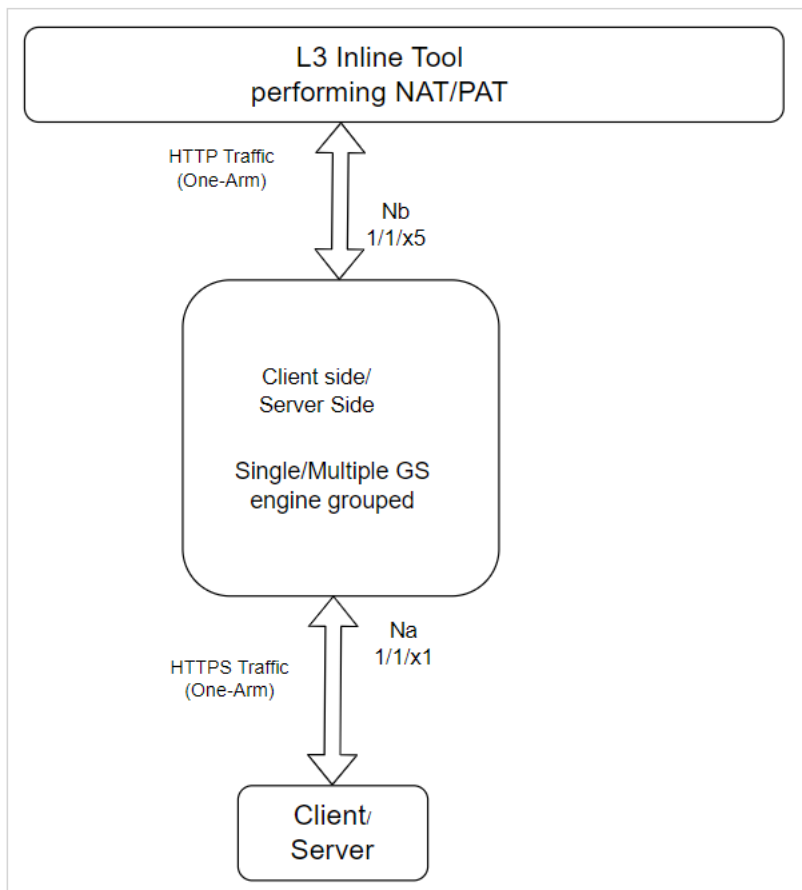 L3 Inline Tool
performing NAT/PAT
HTTP Traffic
(One-Arm)
Nb
1/1/x5
Client side/
Server Side
Single/Multiple GS
engine grouped
Na
1/1/x1
HTTPS Traffic
(One-Arm)
Client/
Server